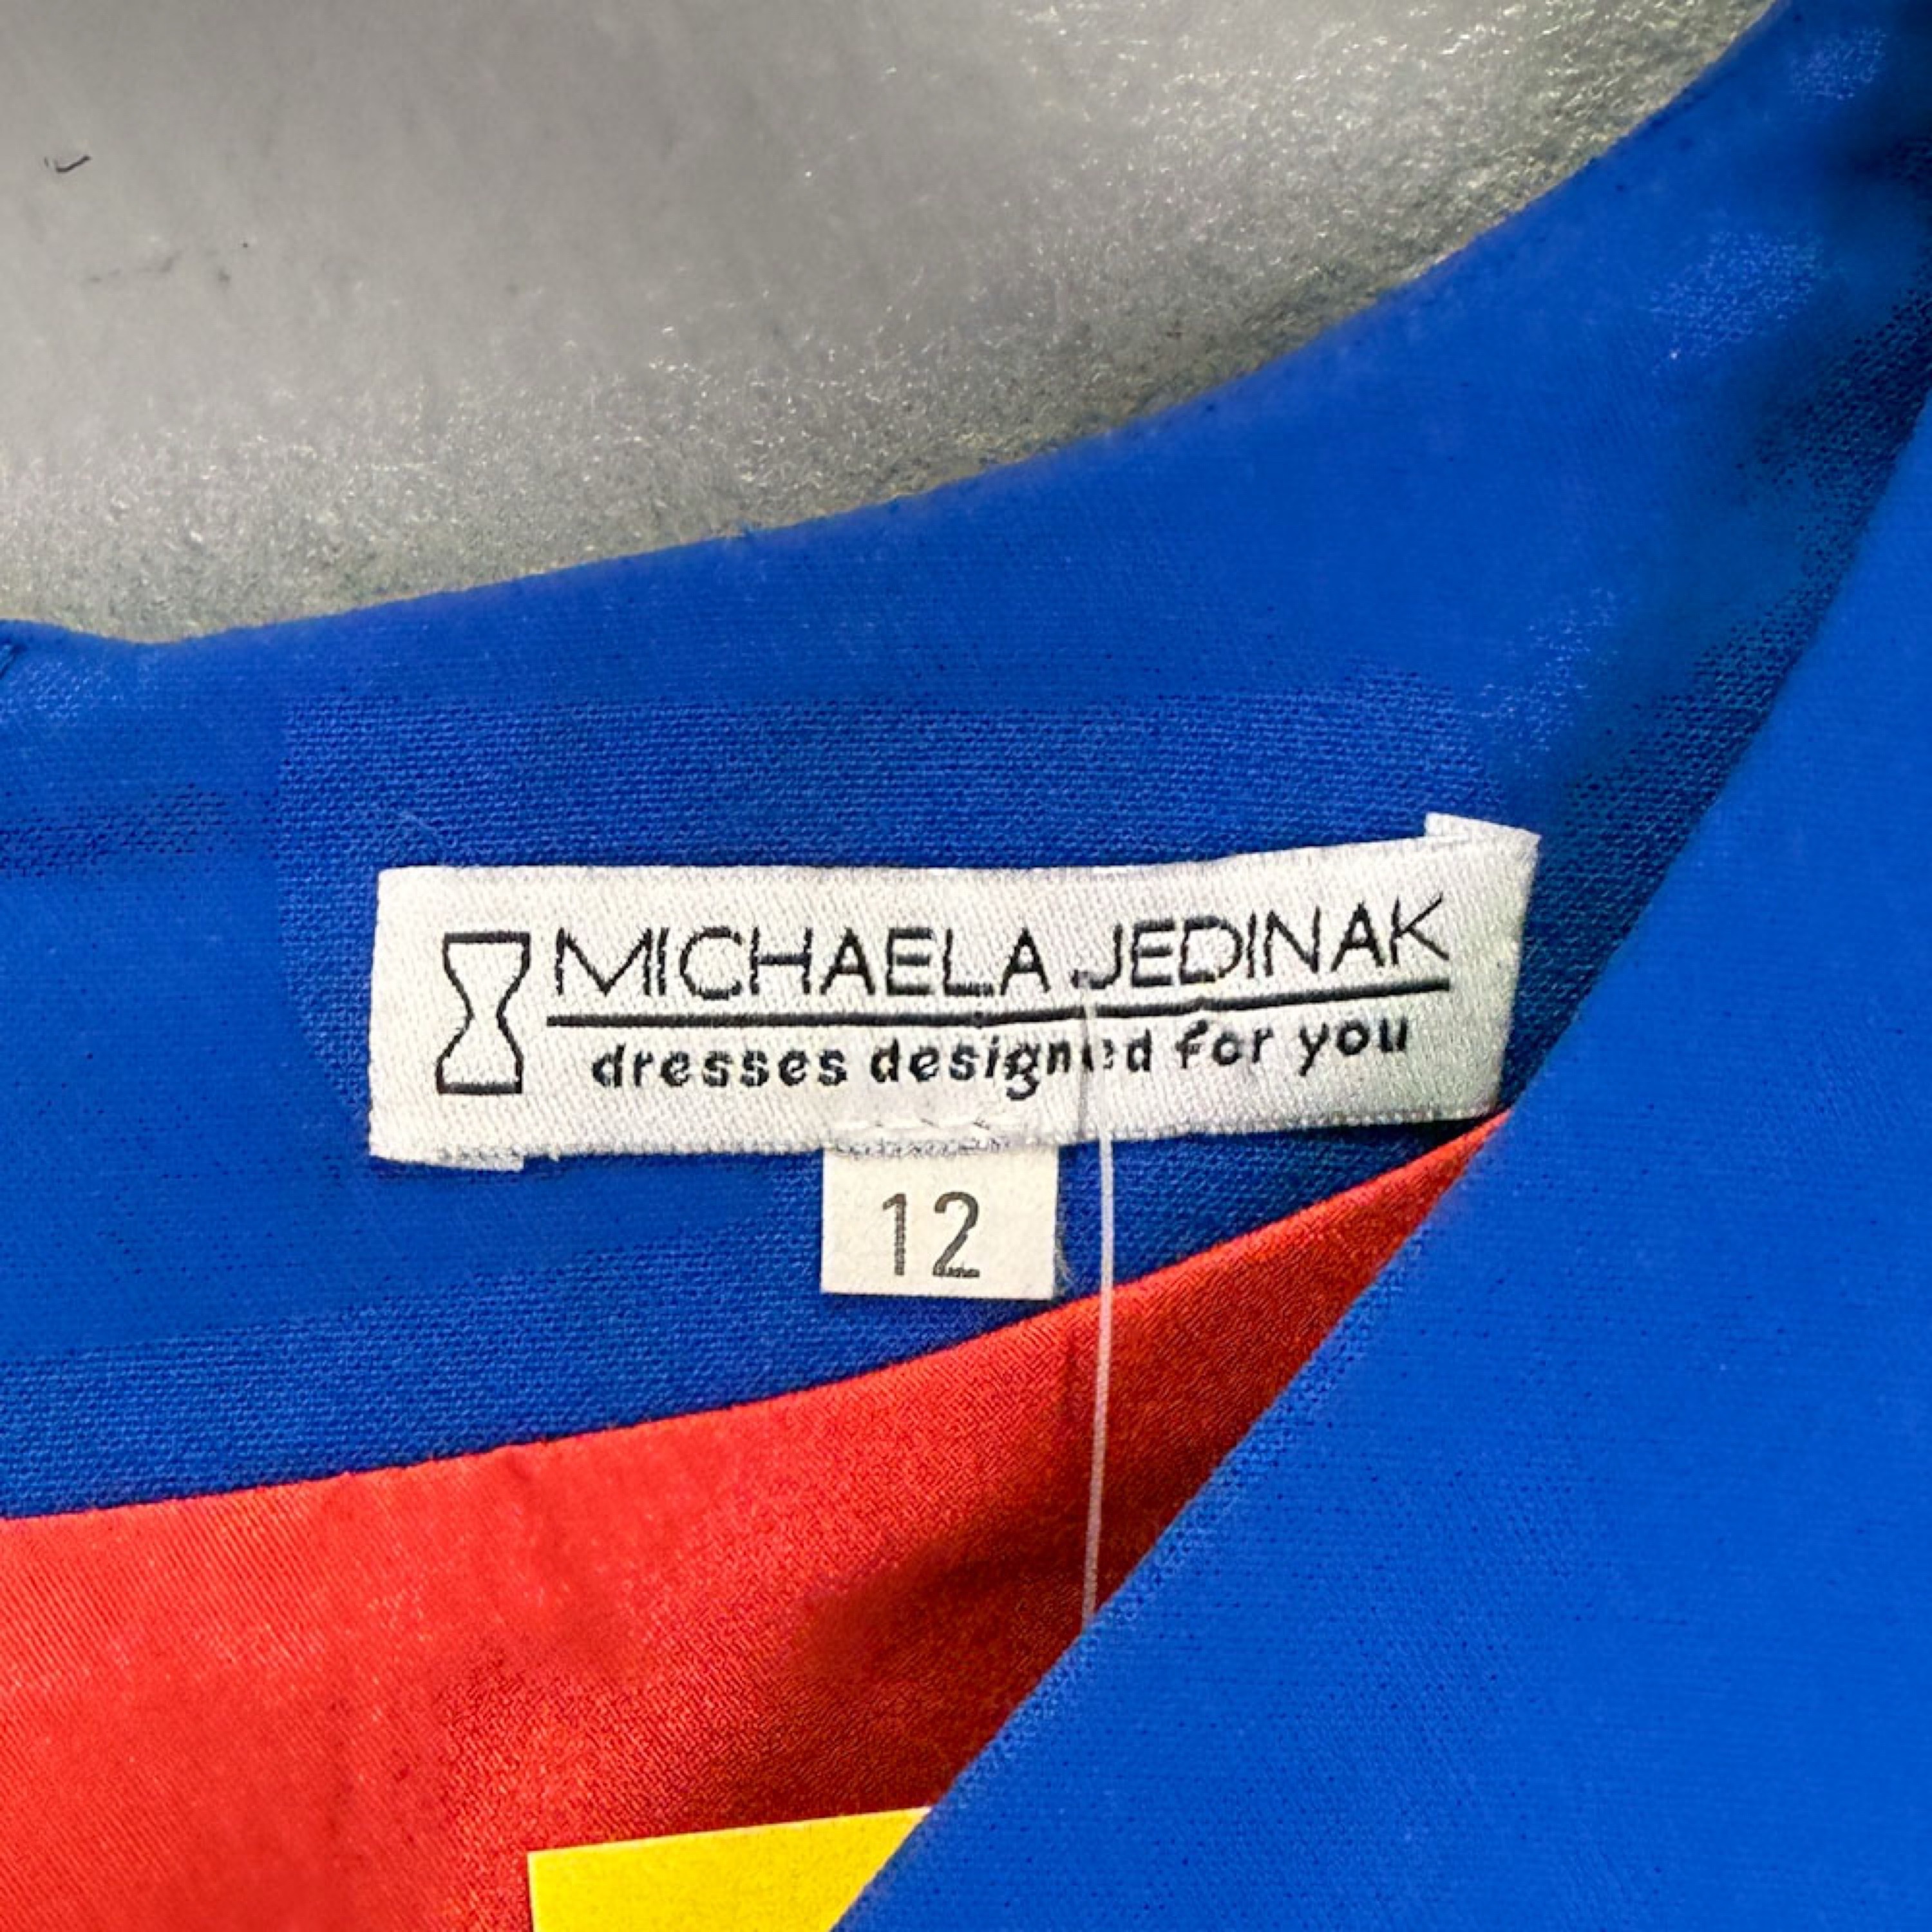 MICHAELA JEDINAK
dresses designed for you
12